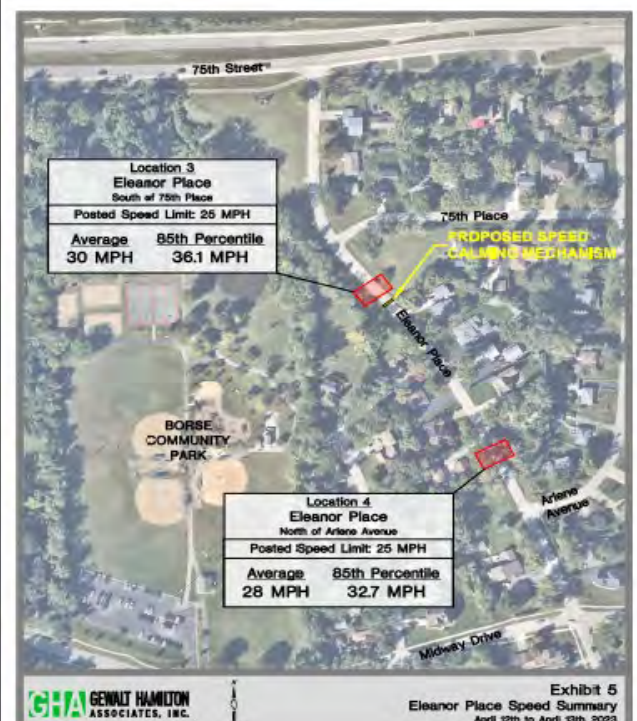 75th Street
Location 3
Eleanor Place
South of 75th Place
Posted Speed Limit: 25 MPH
Average 85th Percentile
30 MPH 36.1 MPH
75th Place
PROPOSED SPEED
CALMING MECHANISM
Eleanor Place
BORSE
COMMUNITY
PARK
Location 4
Eleanor Place
North of Arlene Avenue
Posted Speed Limit: 25 MPH
Average 85th Percentile
28 MPH 32.7 MPH
Arlene
Avenue
Midway Drive
GHA GEWALT HAMILTON
ASSOCIATES, INC.
Exhibit 5
Eleanor Place Speed Summary
April 12th to April 13th, 2023